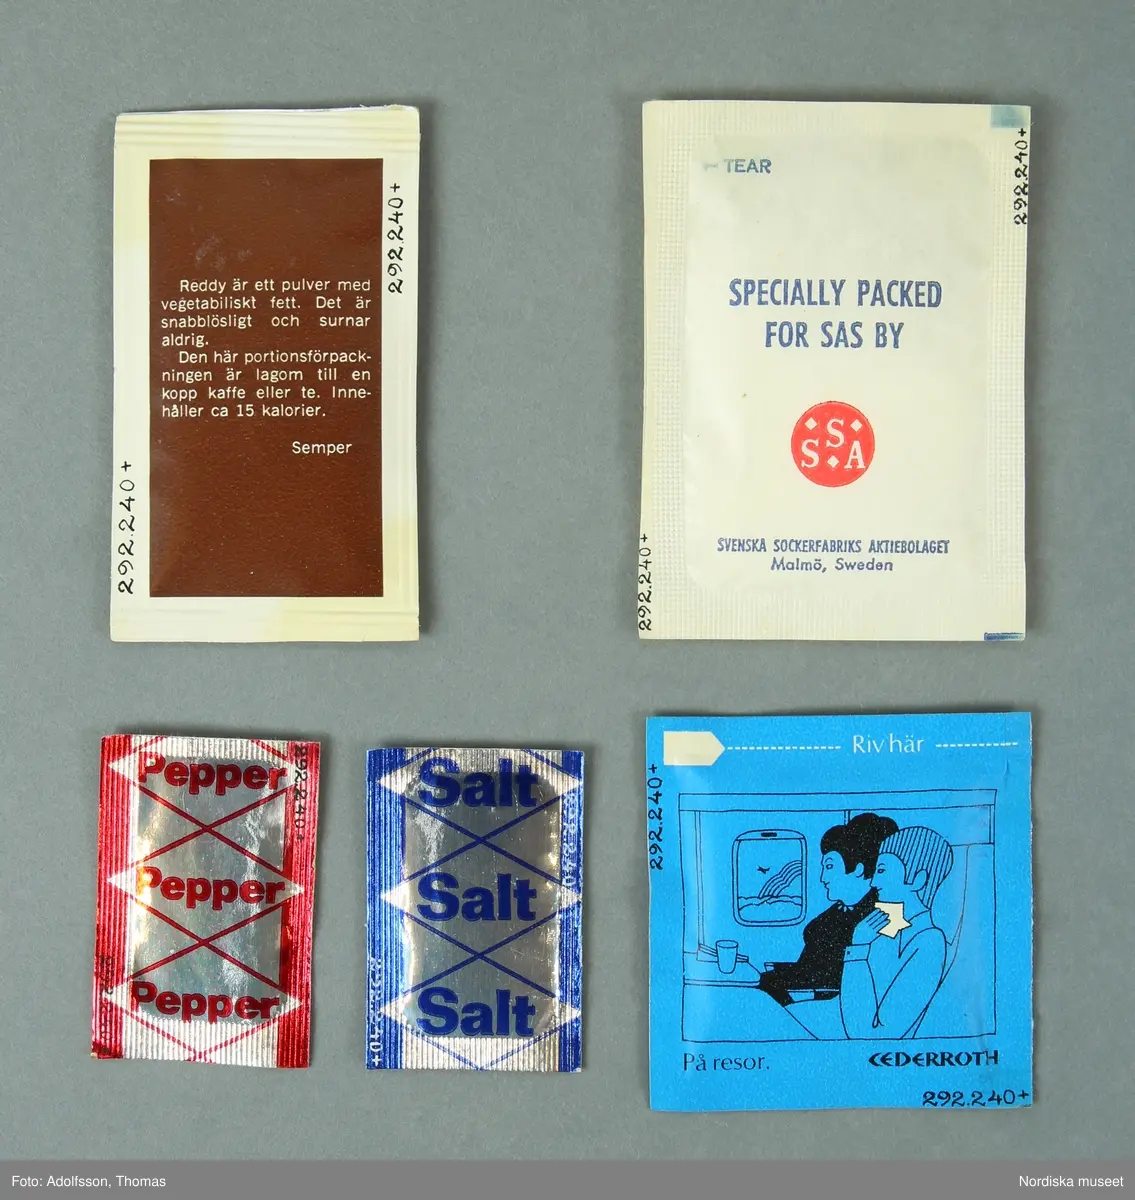 Reddy är ett pulver med
vegetabiliskt fett. Det är
snabblösligt och surnar
aldrig.
Den här portionsförpack-
ningen är lagom till en
kopp kaffe eller te. Inne-
håller ca 15 kalorier.
Semper
292.240+
292.240+
TEAR
SPECIALLY PACKED
FOR SAS BY
S
S A
SVENSKA SOCKERFABRIKS AKTIEBOLAGET
Malmö, Sweden
292.240+
292.240+
Pepper
Pepper
Pepper
292.240+
Salt
Salt
Salt
292.240+
Riv här
292.240+
På resor.
CEDERROTH
292.240+
Foto: Adolfsson, Thomas
Nordiska museet